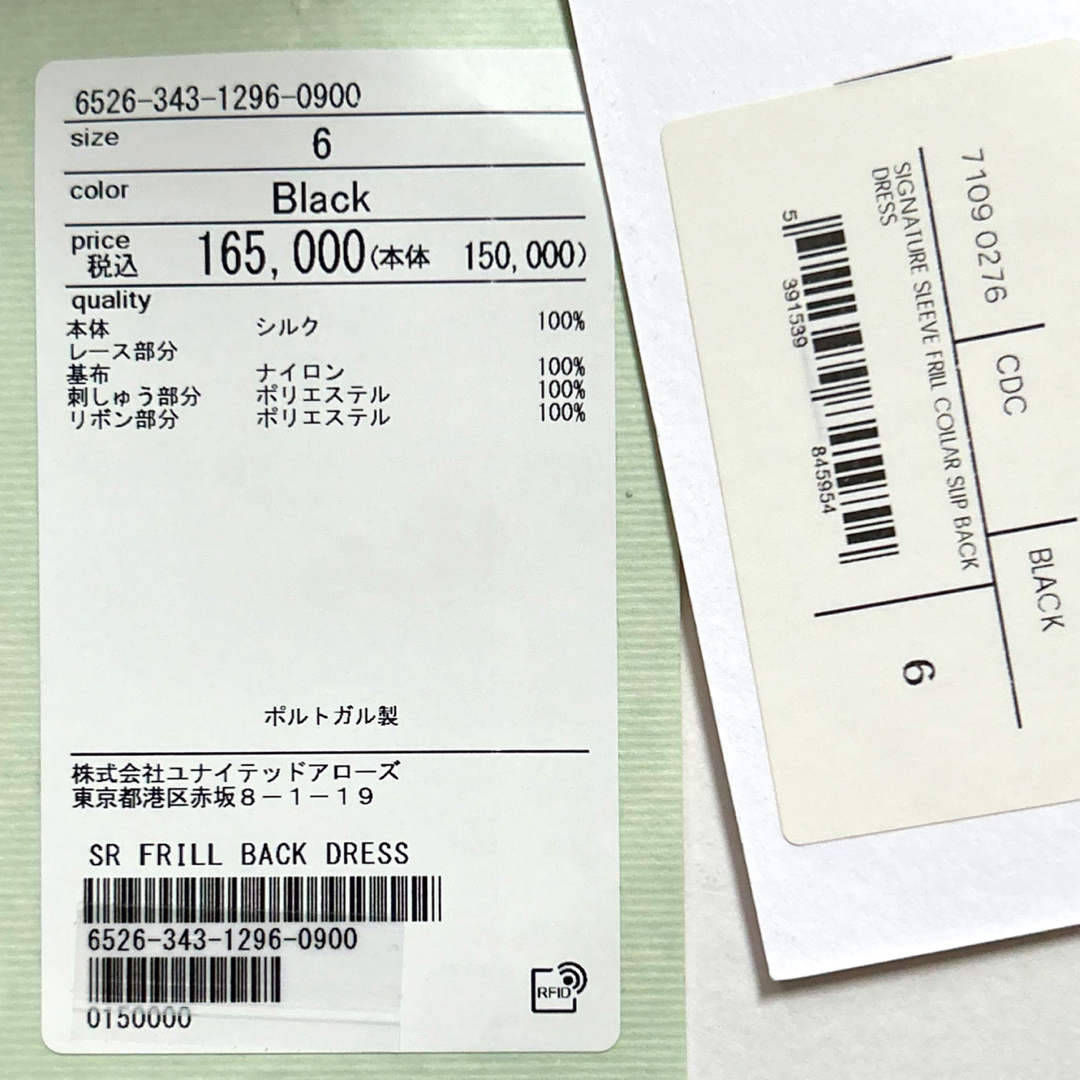 6526-343-1296-0900
size 6
color Black
price 税込 165,000(本体 150,000)
quality
本体 シルク 100%
レース部分
基布 ナイロン 100%
刺しゅう部分 ポリエステル 100%
リボン部分 ポリエステル 100%
ポルトガル製
株式会社ユナイテッドアローズ
東京都港区赤坂8-1-19
SR FRILL BACK DRESS
6526-343-1296-0900
0150000
RFID
7109 0276
CDC
BLACK
SIGNATURE SLEEVE FRILL COLLAR SLIP BACK
DRESS
5 391539 845954
6